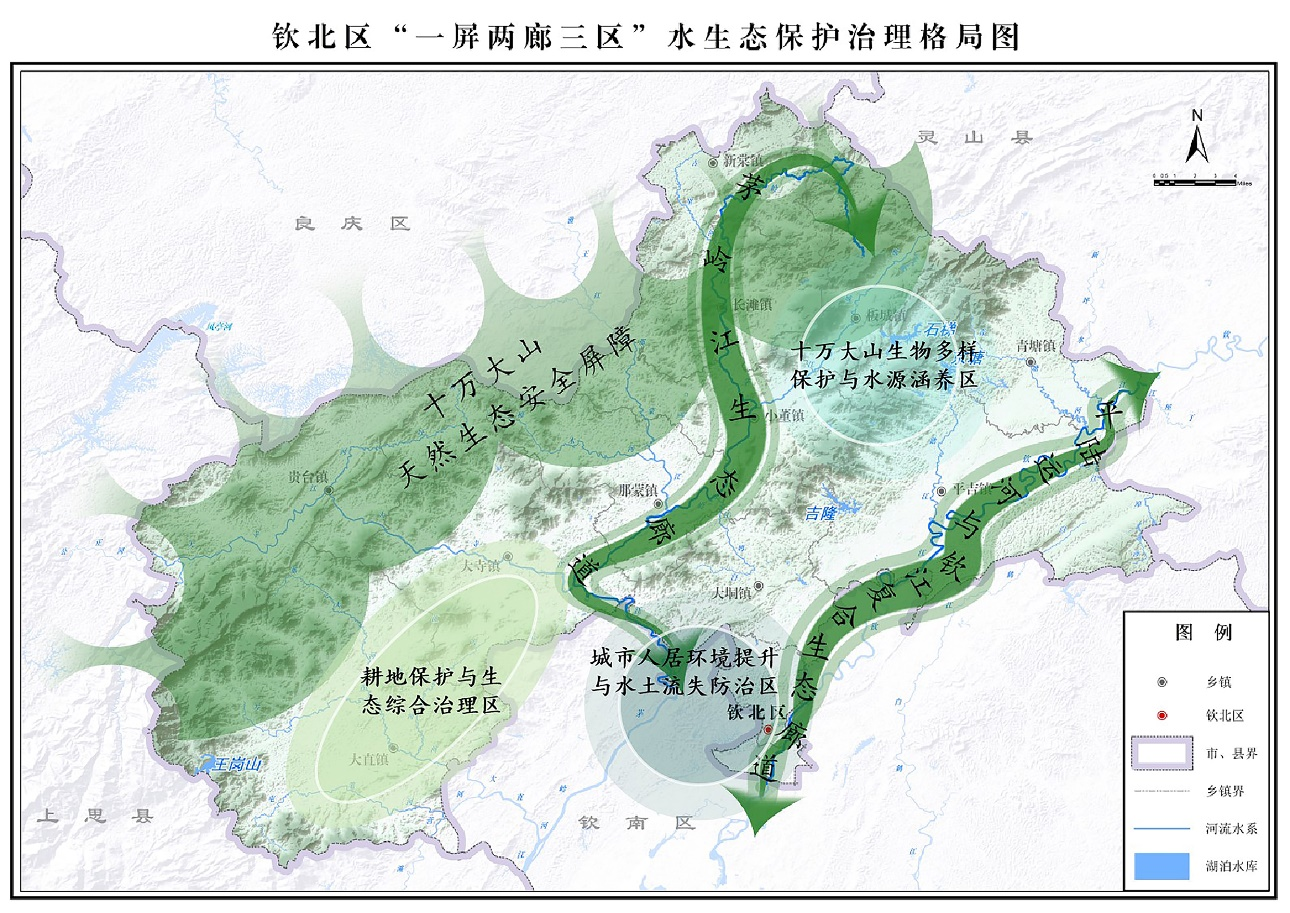 钦北区“一屏两廊三区”水生态保护治理格局图
N
Miles
灵山县
良庆区
新棠镇
茅岭江生态廊道
凤亭河
长滩镇
板城镇
石梯
青塘镇
十万大山
天然生态安全屏障
十万大山生物多样
保护与水源涵养区
小董镇
平陆运河与钦江复合生态廊道
贵台镇
那蒙镇
平吉镇
吉隆
大寺镇
大垌镇
耕地保护与生
态综合治理区
城市人居环境提升
与水土流失防治区
钦北区
大直镇
王岗山
上思县
钦南区
图例
乡镇
钦北区
市、县界
乡镇界
河流水系
湖泊水库